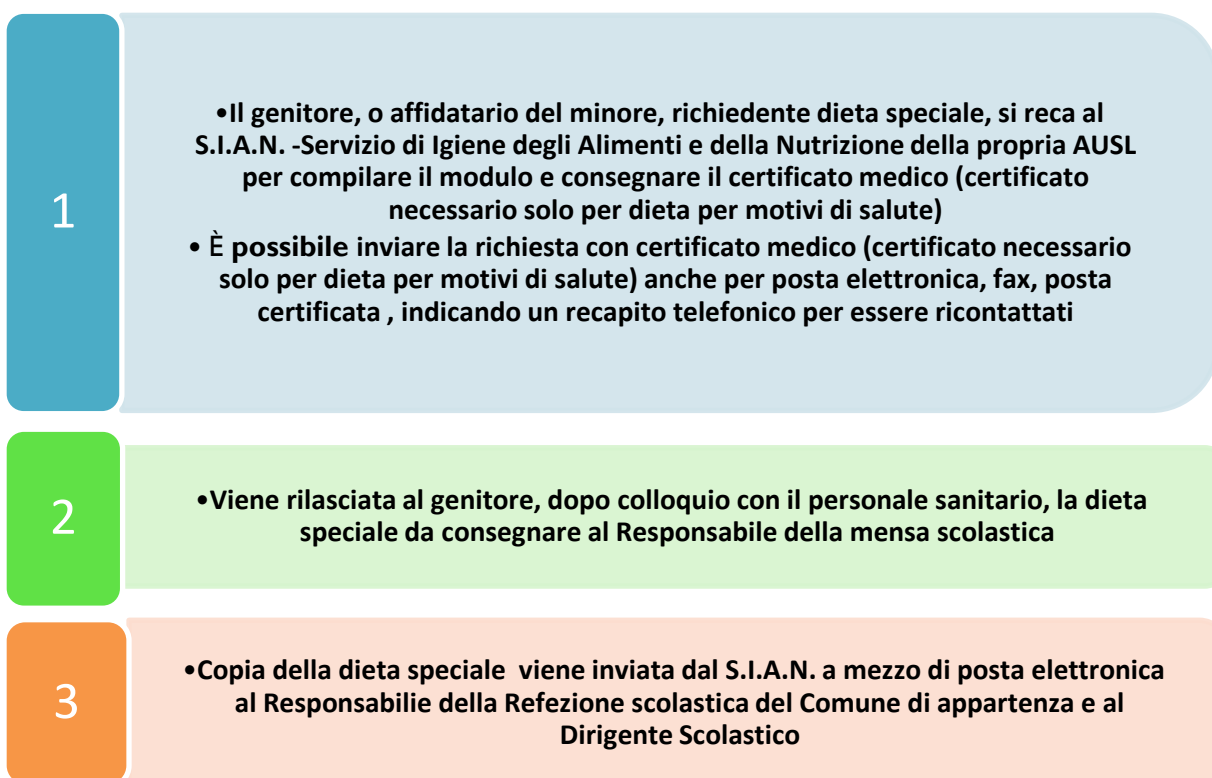 1
•Il genitore, o affidatario del minore, richiedente dieta speciale, si reca al
S.I.A.N. -Servizio di Igiene degli Alimenti e della Nutrizione della propria AUSL
per compilare il modulo e consegnare il certificato medico (certificato
necessario solo per dieta per motivi di salute)
• È possibile inviare la richiesta con certificato medico (certificato necessario
solo per dieta per motivi di salute) anche per posta elettronica, fax, posta
certificata , indicando un recapito telefonico per essere ricontattati
2
•Viene rilasciata al genitore, dopo colloquio con il personale sanitario, la dieta
speciale da consegnare al Responsabile della mensa scolastica
3
•Copia della dieta speciale  viene inviata dal S.I.A.N. a mezzo di posta elettronica
al Responsabilie della Refezione scolastica del Comune di appartenza e al
Dirigente Scolastico